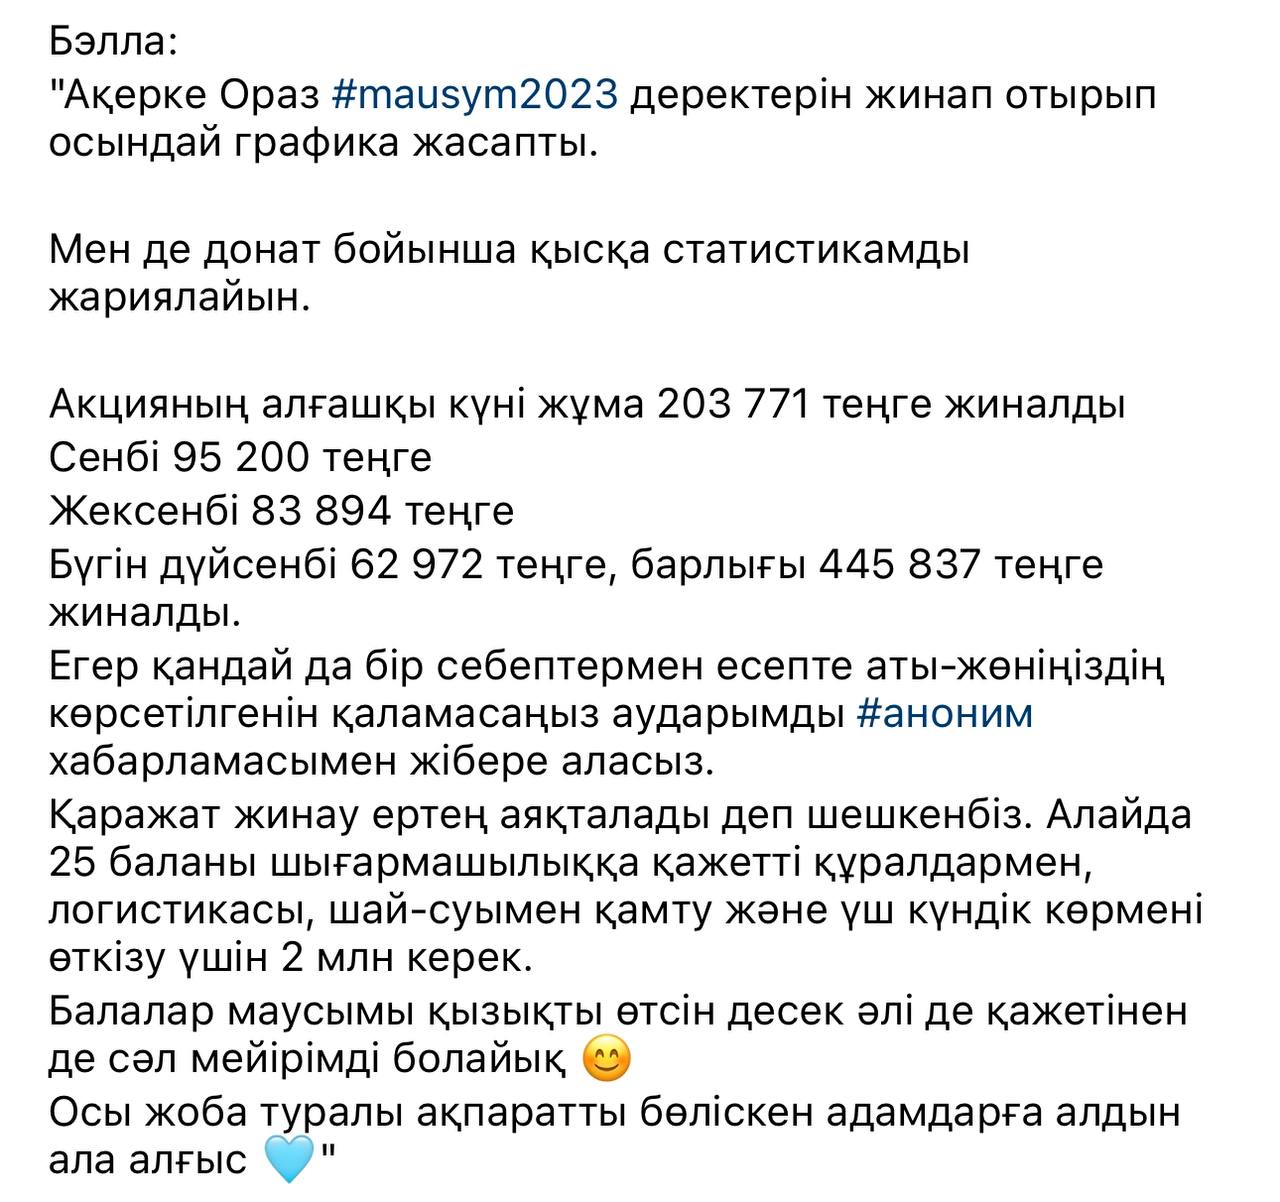 Бэлла:
"Ақерке Ораз #mausym2023 деректерін жинап отырып
осындай графика жасапты.
Мен де донат бойынша қысқа статистикамды
жариялайын.
Акцияның алғашқы күні жұма 203 771 теңге жиналды
Сенбі 95 200 теңге
Жексенбі 83 894 теңге
Бүгін дүйсенбі 62 972 теңге, барлығы 445 837 теңге
жиналды.
Егер қандай да бір себептермен есепте аты-жөніңіздің
көрсетілгенін қаламасаңыз аударымды #аноним
хабарламасымен жібере аласыз.
Қаражат жинау ертең аяқталады деп шешкенбіз. Алайда
25 баланы шығармашылыққа қажетті құралдармен,
логистикасы, шай-суымен қамту және үш күндік көрмені
өткізу үшін 2 млн керек.
Балалар маусымы қызықты өтсін десек әлі де қажетінен
де сәл мейірімді болайық 😊
Осы жоба туралы ақпаратты бөліскен адамдарға алдын
ала алғыс 🩵"